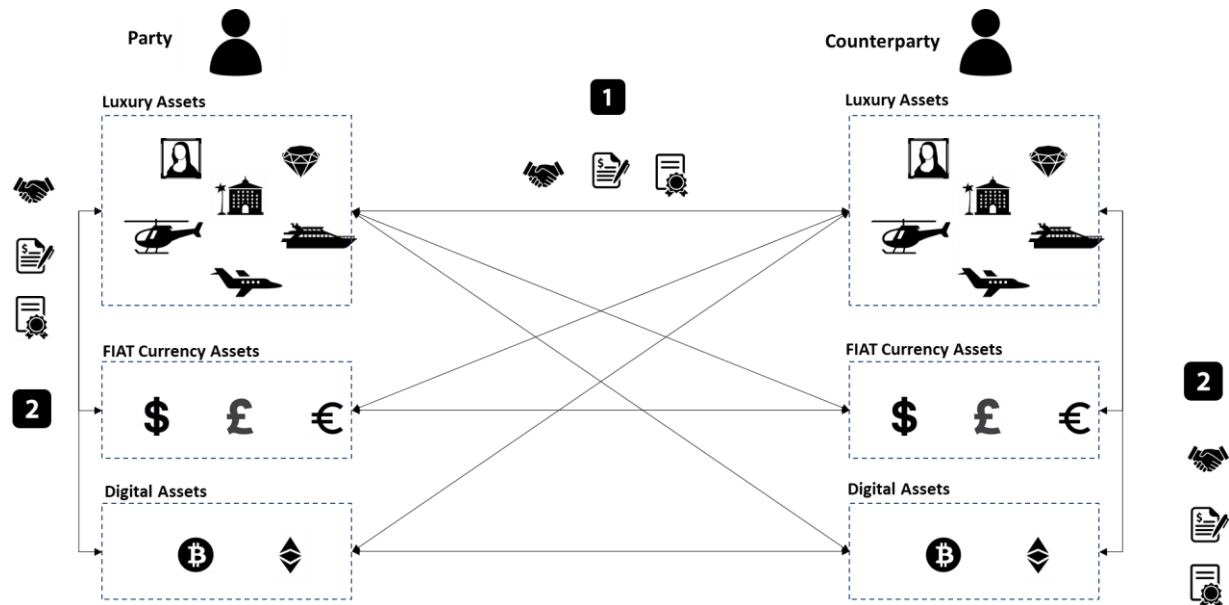 Party
Counterparty
Luxury Assets
1
Luxury Assets
FIAT Currency Assets
FIAT Currency Assets
$ £ €
$ £ €
2
2
Digital Assets
Digital Assets